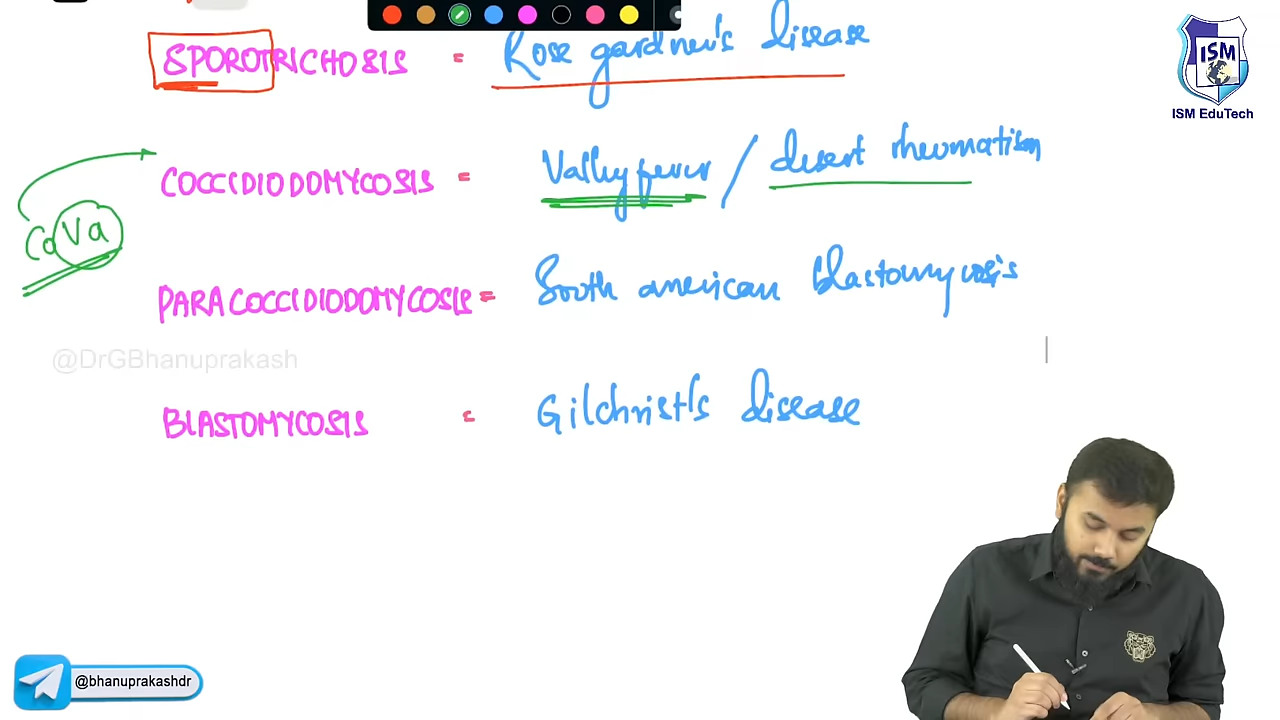 SPOROTRICHOSIS = Rose gardner's disease
ISM
ISM EduTech
COCCIDIODOMYCOSIS = Valley fever / desert rheumatism
CoVa
PARACOCCIDIODOMYCOSIS = South american blastomycosis
@DrGBhanuprakash
BLASTOMYCOSIS = Gilchrist's disease
@bhanuprakashdr